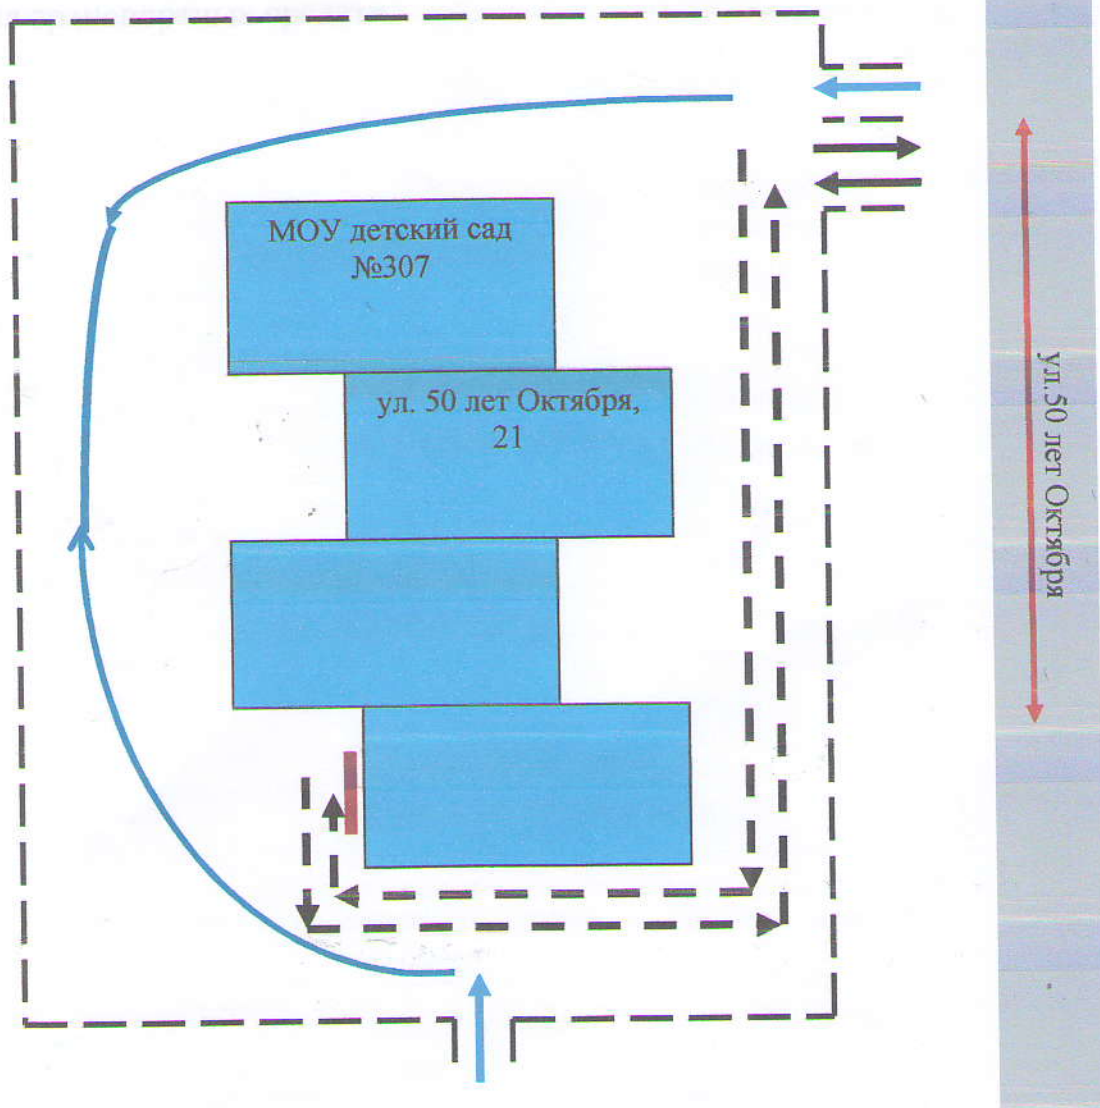 МОУ детский сад
№307
ул. 50 лет Октября,
21
ул.50 лет Октября